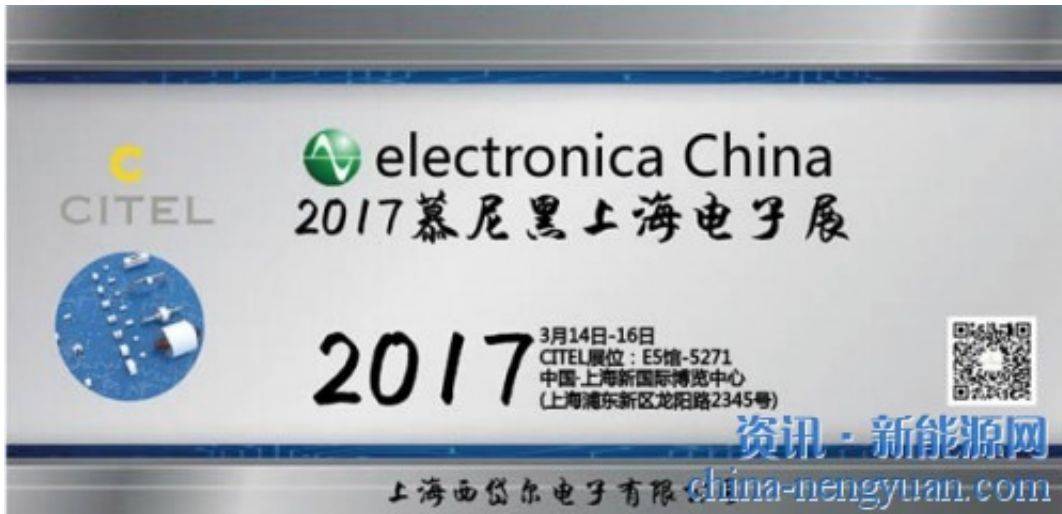 electronica China
2017慕尼黑上海电子展
C
CITEL
2017
3月14日-16日
CITEL展位：E5馆-5271
中国·上海新国际博览中心
(上海浦东新区龙阳路2345号)
资讯·新能源网
china-nengyuan.com
上海西岱尔电子有限